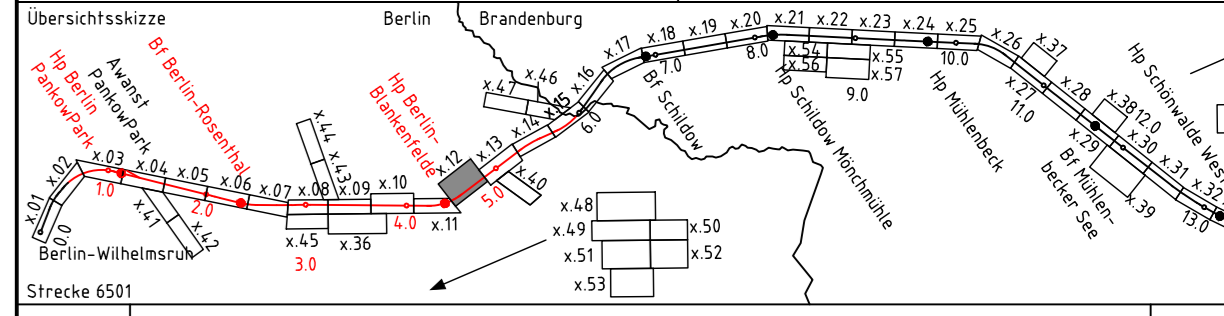 Übersichtsskizze
Berlin
Brandenburg
Hp Berlin
PankowPark
Awanst
PankowPark
Bf Berlin-Rosenthal
Hp Berlin-
Blankenfelde
Bf Schildow
Hp Schildow Mönchmühle
Hp Mühlenbeck
Bf Mühlen-
becker See
Hp Schönwalde West
Berlin-Wilhelmsruh
x.01
x.02
x.03
x.04
x.05
x.06
x.07
x.08
x.09
x.10
x.11
x.12
x.13
x.14
x.15
x.16
x.17
x.18
x.19
x.20
x.21
x.22
x.23
x.24
x.25
x.26
x.27
x.28
x.29
x.30
x.31
x.32
x.36
x.37
x.38
x.39
x.40
x.41
x.42
x.43
x.44
x.45
x.46
x.47
x.48
x.49
x.50
x.51
x.52
x.53
x.54
x.55
x.56
x.57
0.0
1.0
2.0
3.0
4.0
5.0
6.0
7.0
8.0
9.0
10.0
11.0
12.0
13.0
Strecke 6501